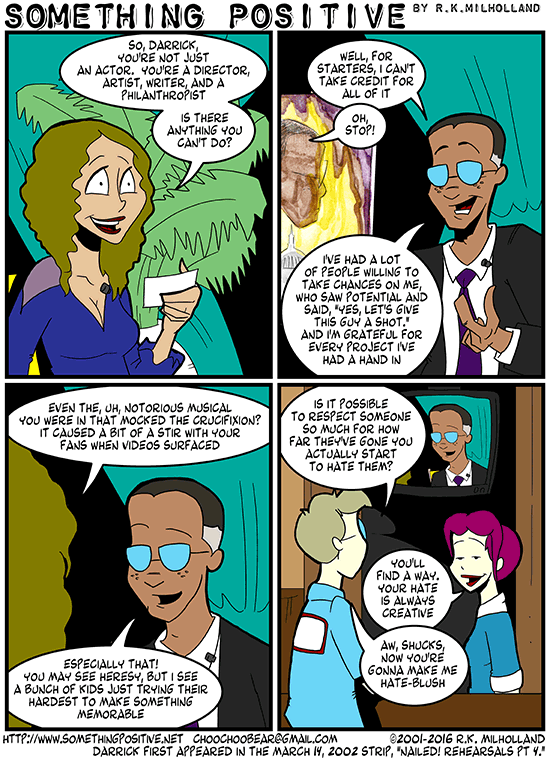 SOMETHING POSITIVE BY R.K.MILHOLLAND
SO, DARRICK,
YOU'RE NOT JUST
AN ACTOR. YOU'RE A DIRECTOR,
ARTIST, WRITER, AND A
PHILANTHROPIST
IS THERE
ANYTHING YOU
CAN'T DO?
WELL, FOR
STARTERS, I CAN'T
TAKE CREDIT FOR
ALL OF IT
OH,
STOP!
I'VE HAD A LOT
OF PEOPLE WILLING TO
TAKE CHANCES ON ME,
WHO SAW POTENTIAL AND
SAID, "YES, LET'S GIVE
THIS GUY A SHOT."
AND I'M GRATEFUL FOR
EVERY PROJECT I'VE
HAD A HAND IN
EVEN THE, UH, NOTORIOUS MUSICAL
YOU WERE IN THAT MOCKED THE CRUCIFIXION?
IT CAUSED A BIT OF A STIR WITH YOUR
FANS WHEN VIDEOS SURFACED
ESPECIALLY THAT!
YOU MAY SEE HERESY, BUT I SEE
A BUNCH OF KIDS JUST TRYING THEIR
HARDEST TO MAKE SOMETHING
MEMORABLE
IS IT POSSIBLE
TO RESPECT SOMEONE
SO MUCH FOR HOW
FAR THEY'VE GONE YOU
ACTUALLY START
TO HATE THEM?
YOU'LL
FIND A WAY.
YOUR HATE
IS ALWAYS
CREATIVE
AW, SHUCKS,
NOW YOU'RE
GONNA MAKE ME
HATE-BLUSH
HTTP://WWW.SOMETHINGPOSITIVE.NET CHOOCHOOBEAR@GMAIL.COM ©2001-2016 R.K. MILHOLLAND
DARRICK FIRST APPEARED IN THE MARCH 14, 2002 STRIP, "NAILED! REHEARSALS PT 4."